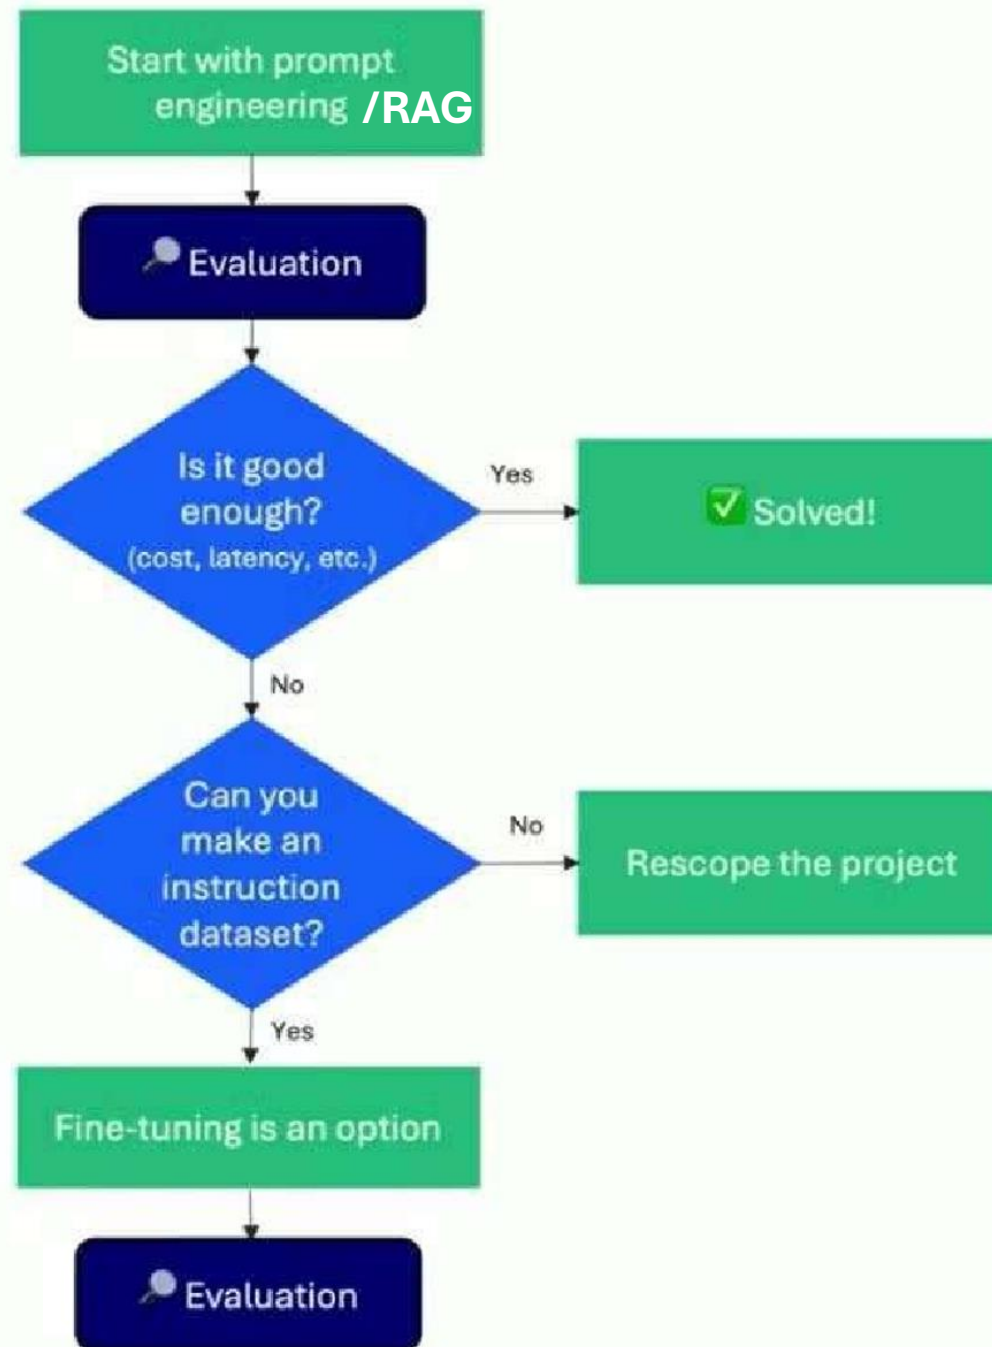 Start with prompt
engineering /RAG
🔎 Evaluation
Is it good
enough?
(cost, latency, etc.)
Yes
✅ Solved!
No
Can you
make an
instruction
dataset?
No
Rescope the project
Yes
Fine-tuning is an option
🔎 Evaluation